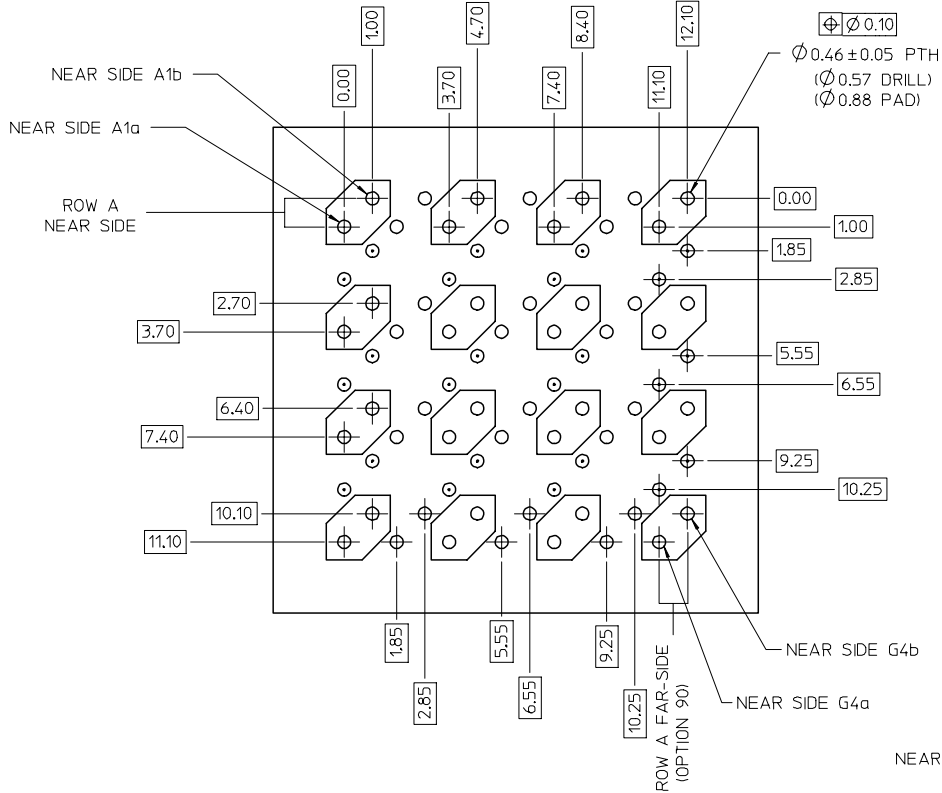 1.00
4.70
8.40
12.10
0.00
3.70
7.40
11.10
⌖ Ø 0.10
Ø 0.46±0.05 PTH
(Ø 0.57 DRILL)
(Ø 0.88 PAD)
NEAR SIDE A1b
NEAR SIDE A1a
ROW A
NEAR SIDE
0.00
1.00
1.85
2.85
2.70
3.70
5.55
6.55
6.40
7.40
9.25
10.25
10.10
11.10
1.85
2.85
5.55
6.55
9.25
10.25
ROW A FAR-SIDE
(OPTION 90)
NEAR SIDE G4b
NEAR SIDE G4a
NEAR